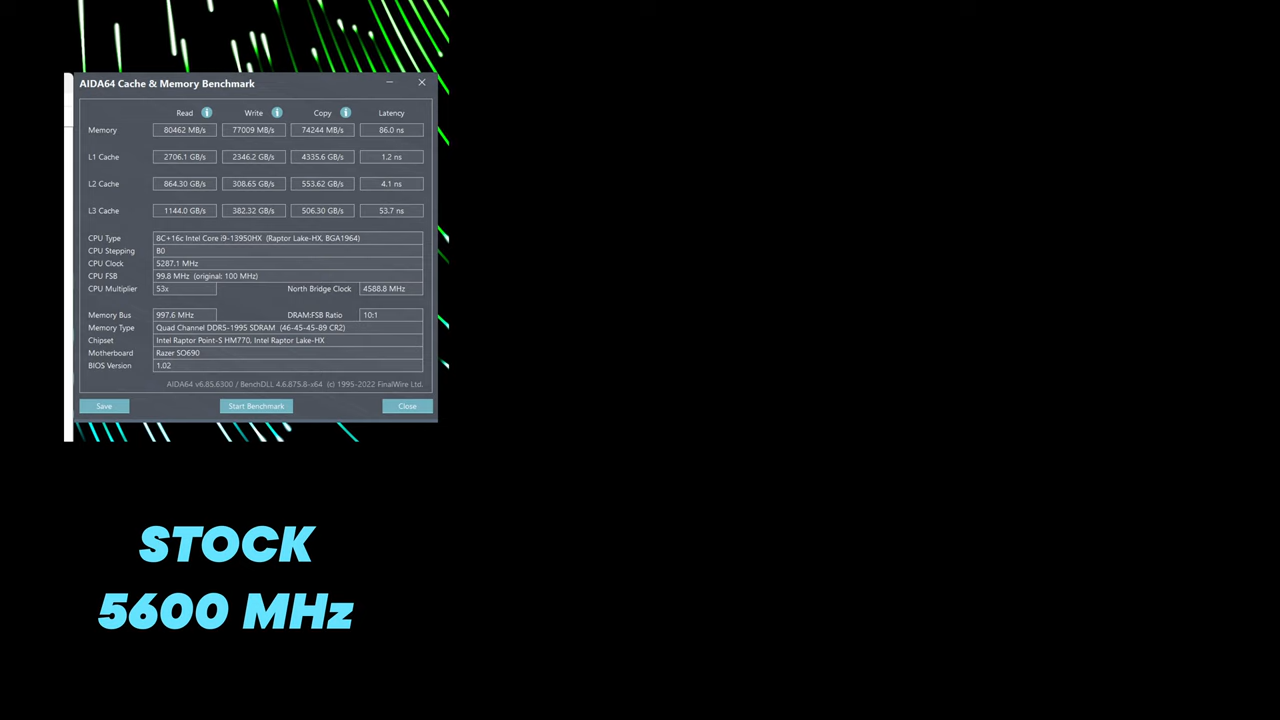 AIDA64 Cache & Memory Benchmark
Read Write Copy Latency
Memory 80462 MB/s 77009 MB/s 74244 MB/s 86.0 ns
L1 Cache 2706.1 GB/s 2346.2 GB/s 4335.6 GB/s 1.2 ns
L2 Cache 864.30 GB/s 308.65 GB/s 553.62 GB/s 4.1 ns
L3 Cache 1144.0 GB/s 382.32 GB/s 506.30 GB/s 53.7 ns
CPU Type 8C+16c Intel Core i9-13950HX (Raptor Lake-HX, BGA1964)
CPU Stepping B0
CPU Clock 5287.1 MHz
CPU FSB 99.8 MHz (original: 100 MHz)
CPU Multiplier 53x North Bridge Clock 4588.8 MHz
Memory Bus 997.6 MHz DRAM:FSB Ratio 10:1
Memory Type Quad Channel DDR5-1995 SDRAM (46-45-45-89 CR2)
Chipset Intel Raptor Point-S HM770, Intel Raptor Lake-HX
Motherboard Razer SO690
BIOS Version 1.02
AIDA64 v6.85.6300 / BenchDLL 4.6.875.8-x64 (c) 1995-2022 FinalWire Ltd.
Save Start Benchmark Close
STOCK
5600 MHz